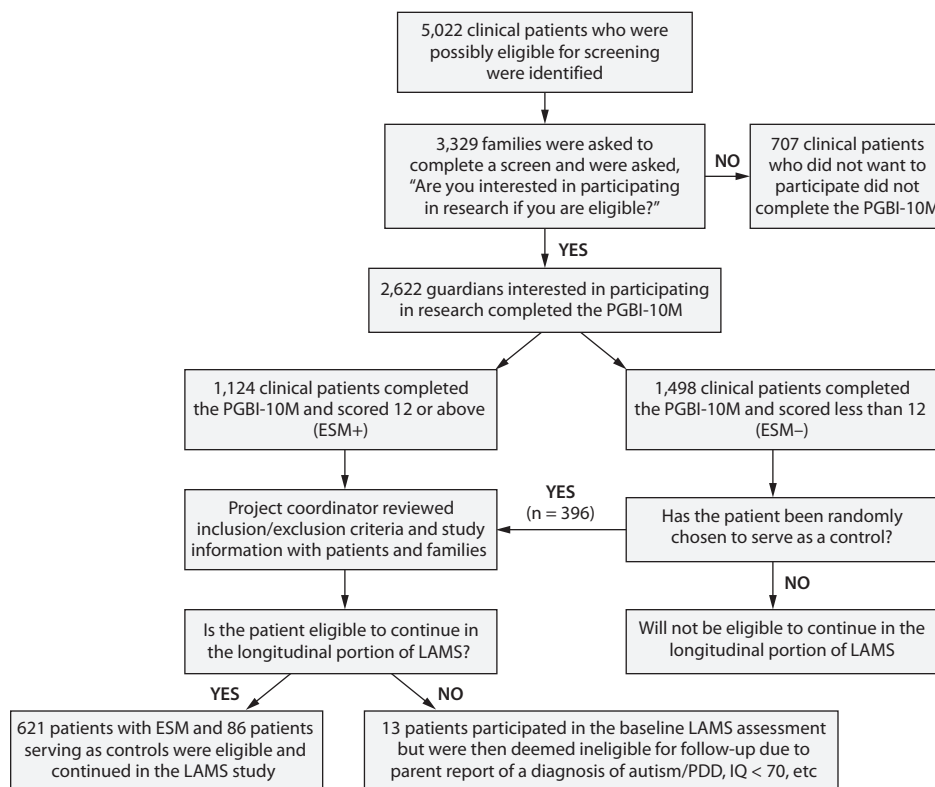 5,022 clinical patients who were
possibly eligible for screening
were identified
3,329 families were asked to
complete a screen and were asked,
“Are you interested in participating
in research if you are eligible?”
NO
707 clinical patients
who did not want to
participate did not
complete the PGBI-10M
YES
2,622 guardians interested in participating
in research completed the PGBI-10M
1,124 clinical patients completed
the PGBI-10M and scored 12 or above
(ESM+)
1,498 clinical patients completed
the PGBI-10M and scored less than 12
(ESM–)
Project coordinator reviewed
inclusion/exclusion criteria and study
information with patients and families
YES
(n = 396)
Has the patient been randomly
chosen to serve as a control?
NO
Is the patient eligible to continue in
the longitudinal portion of LAMS?
Will not be eligible to continue in the
longitudinal portion of LAMS
YES
NO
621 patients with ESM and 86 patients
serving as controls were eligible and
continued in the LAMS study
13 patients participated in the baseline LAMS assessment
but were then deemed ineligible for follow-up due to
parent report of a diagnosis of autism/PDD, IQ < 70, etc